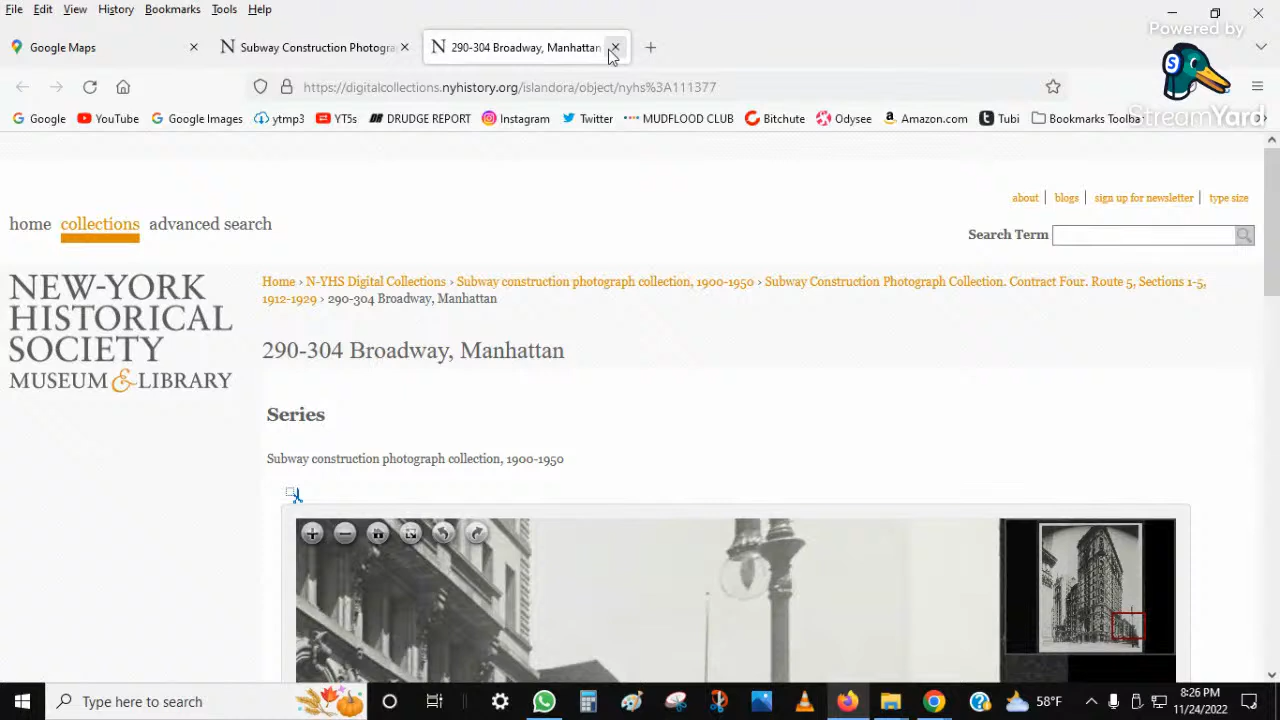 File Edit View History Bookmarks Tools Help
Google Maps
Subway Construction Photogra
290-304 Broadway, Manhattan
Powered by
S
StreamYard
https://digitalcollections.nyhistory.org/islandora/object/nyhs%3A111377
Google YouTube Google Images ytmp3 YT5s DRUDGE REPORT Instagram Twitter MUDFLOOD CLUB Bitchute Odysee Amazon.com Tubi Bookmarks Toolbar
about blogs sign up for newsletter type size
home collections advanced search
Search Term
NEW-YORK
HISTORICAL
SOCIETY
MUSEUM & LIBRARY
Home › N-YHS Digital Collections › Subway construction photograph collection, 1900-1950 › Subway Construction Photograph Collection. Contract Four. Route 5, Sections 1-5,
1912-1929 › 290-304 Broadway, Manhattan
290-304 Broadway, Manhattan
Series
Subway construction photograph collection, 1900-1950
Type here to search
58°F
8:26 PM
11/24/2022